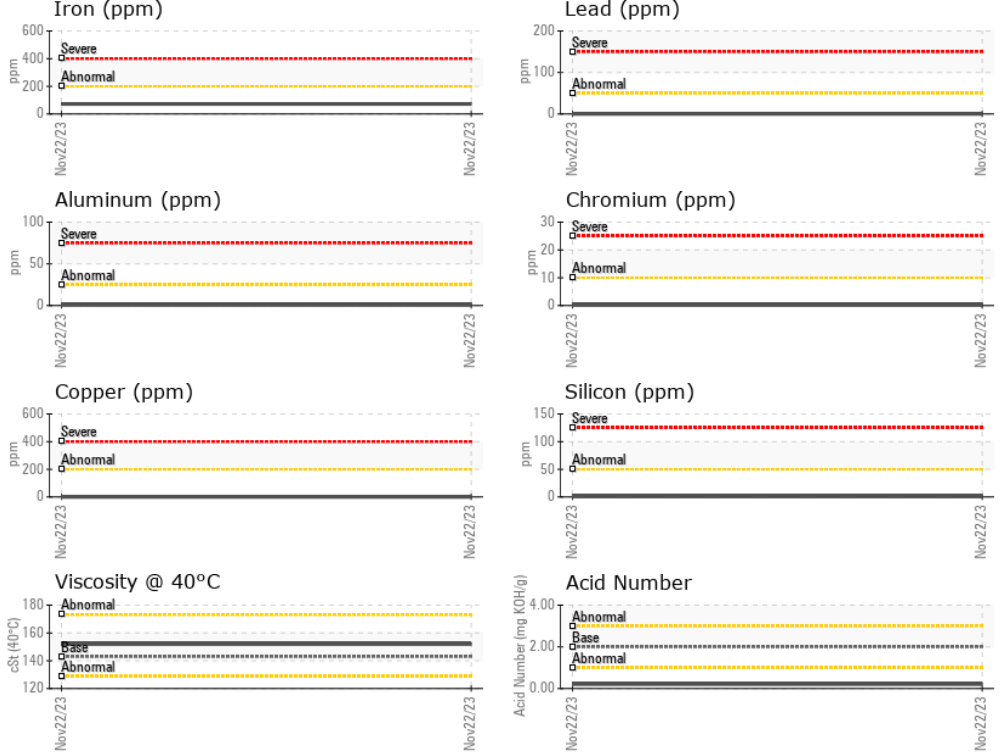 Iron (ppm)
600
400
200
0
ppm
Severe
Abnormal
Nov22/23
Nov22/23
Lead (ppm)
200
100
0
ppm
Severe
Abnormal
Nov22/23
Nov22/23
Aluminum (ppm)
100
50
0
ppm
Severe
Abnormal
Nov22/23
Nov22/23
Chromium (ppm)
30
20
10
0
ppm
Severe
Abnormal
Nov22/23
Nov22/23
Copper (ppm)
600
400
200
0
ppm
Severe
Abnormal
Nov22/23
Nov22/23
Silicon (ppm)
150
100
50
0
ppm
Severe
Abnormal
Nov22/23
Nov22/23
Viscosity @ 40°C
180
160
140
120
cSt (40°C)
Abnormal
Base
Abnormal
Nov22/23
Nov22/23
Acid Number
4.00
2.00
0.00
Acid Number (mg KOH/g)
Abnormal
Base
Abnormal
Nov22/23
Nov22/23